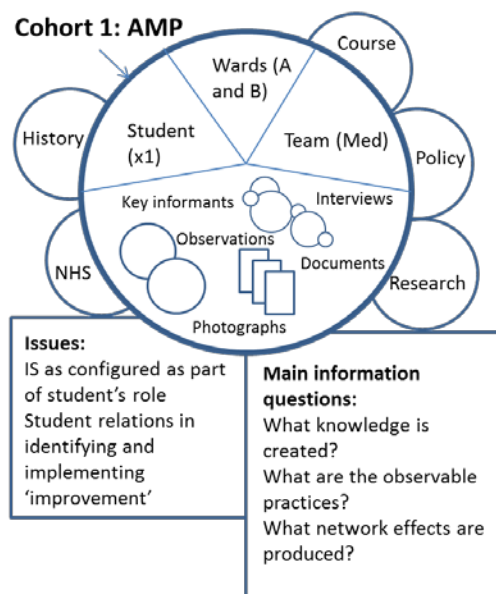 Cohort 1: AMP
Course
Wards (A
and B)
History
Student
(x1)
Team (Med)
Policy
Key informants
Interviews
Observations
NHS
Documents
Research
Photographs
Issues:
IS as configured as part
of student’s role
Student relations in
identifying and
implementing
‘improvement’
Main information
questions:
What knowledge is
created?
What are the observable
practices?
What network effects are
produced?